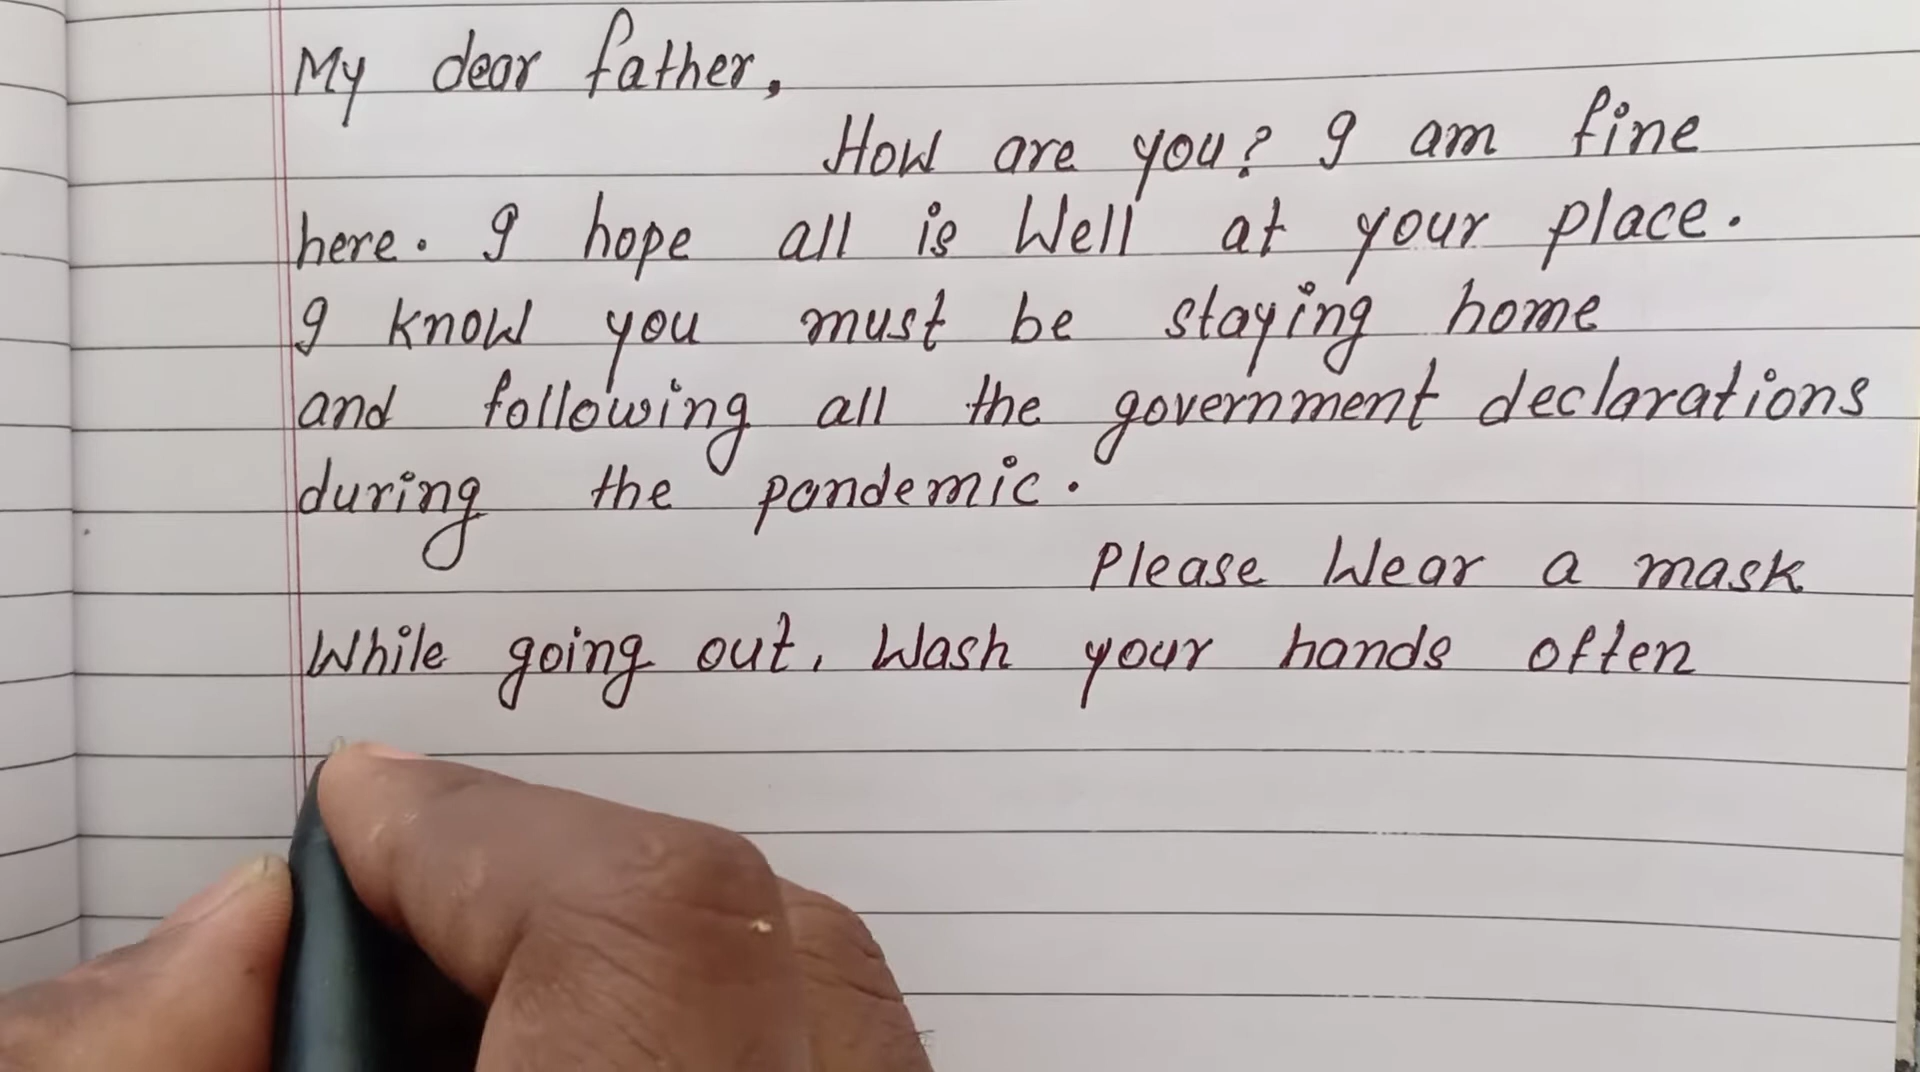 My dear father,
How are you? I am fine
here. I hope all is Well at your place.
I know you must be staying home
and following all the government declarations
during the pandemic.
Please Wear a mask
While going out, Wash your hands often